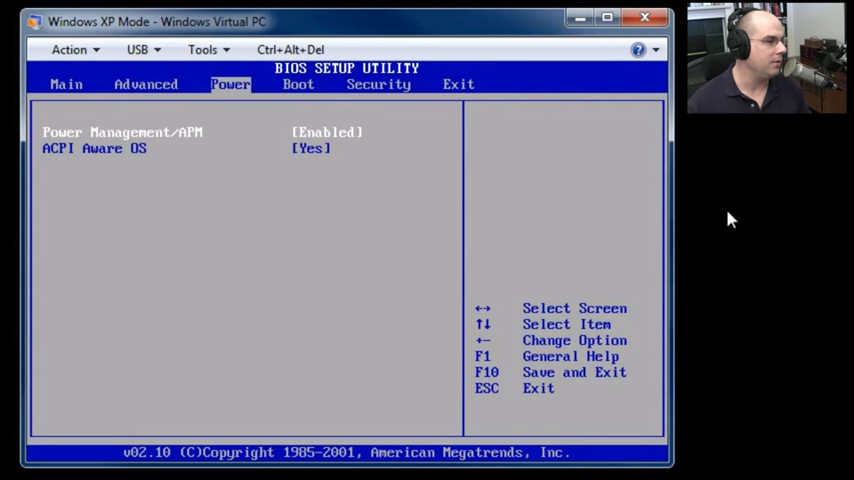 Windows XP Mode - Windows Virtual PC
Action USB Tools Ctrl+Alt+Del ?
BIOS SETUP UTILITY
Main Advanced Power Boot Security Exit
Power Management/APM [Enabled]
ACPI Aware OS [Yes]
↔ Select Screen
↑↓ Select Item
+- Change Option
F1 General Help
F10 Save and Exit
ESC Exit
v02.10 (C)Copyright 1985-2001, American Megatrends, Inc.